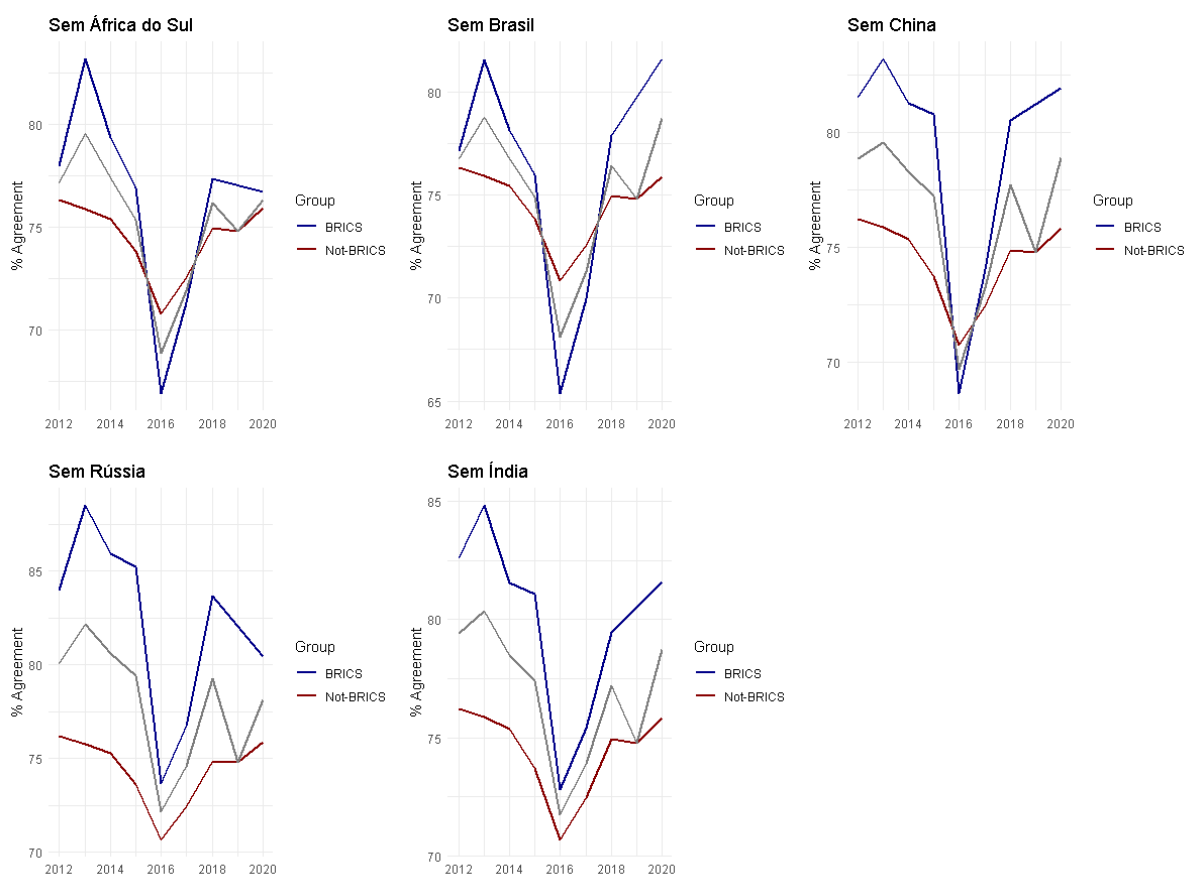 Sem África do Sul
% Agreement
80
75
70
2012 2014 2016 2018 2020
Group
BRICS
Not-BRICS
Sem Brasil
% Agreement
80
75
70
65
2012 2014 2016 2018 2020
Group
BRICS
Not-BRICS
Sem China
% Agreement
80
75
70
2012 2014 2016 2018 2020
Group
BRICS
Not-BRICS
Sem Rússia
% Agreement
85
80
75
70
2012 2014 2016 2018 2020
Group
BRICS
Not-BRICS
Sem Índia
% Agreement
85
80
75
70
2012 2014 2016 2018 2020
Group
BRICS
Not-BRICS